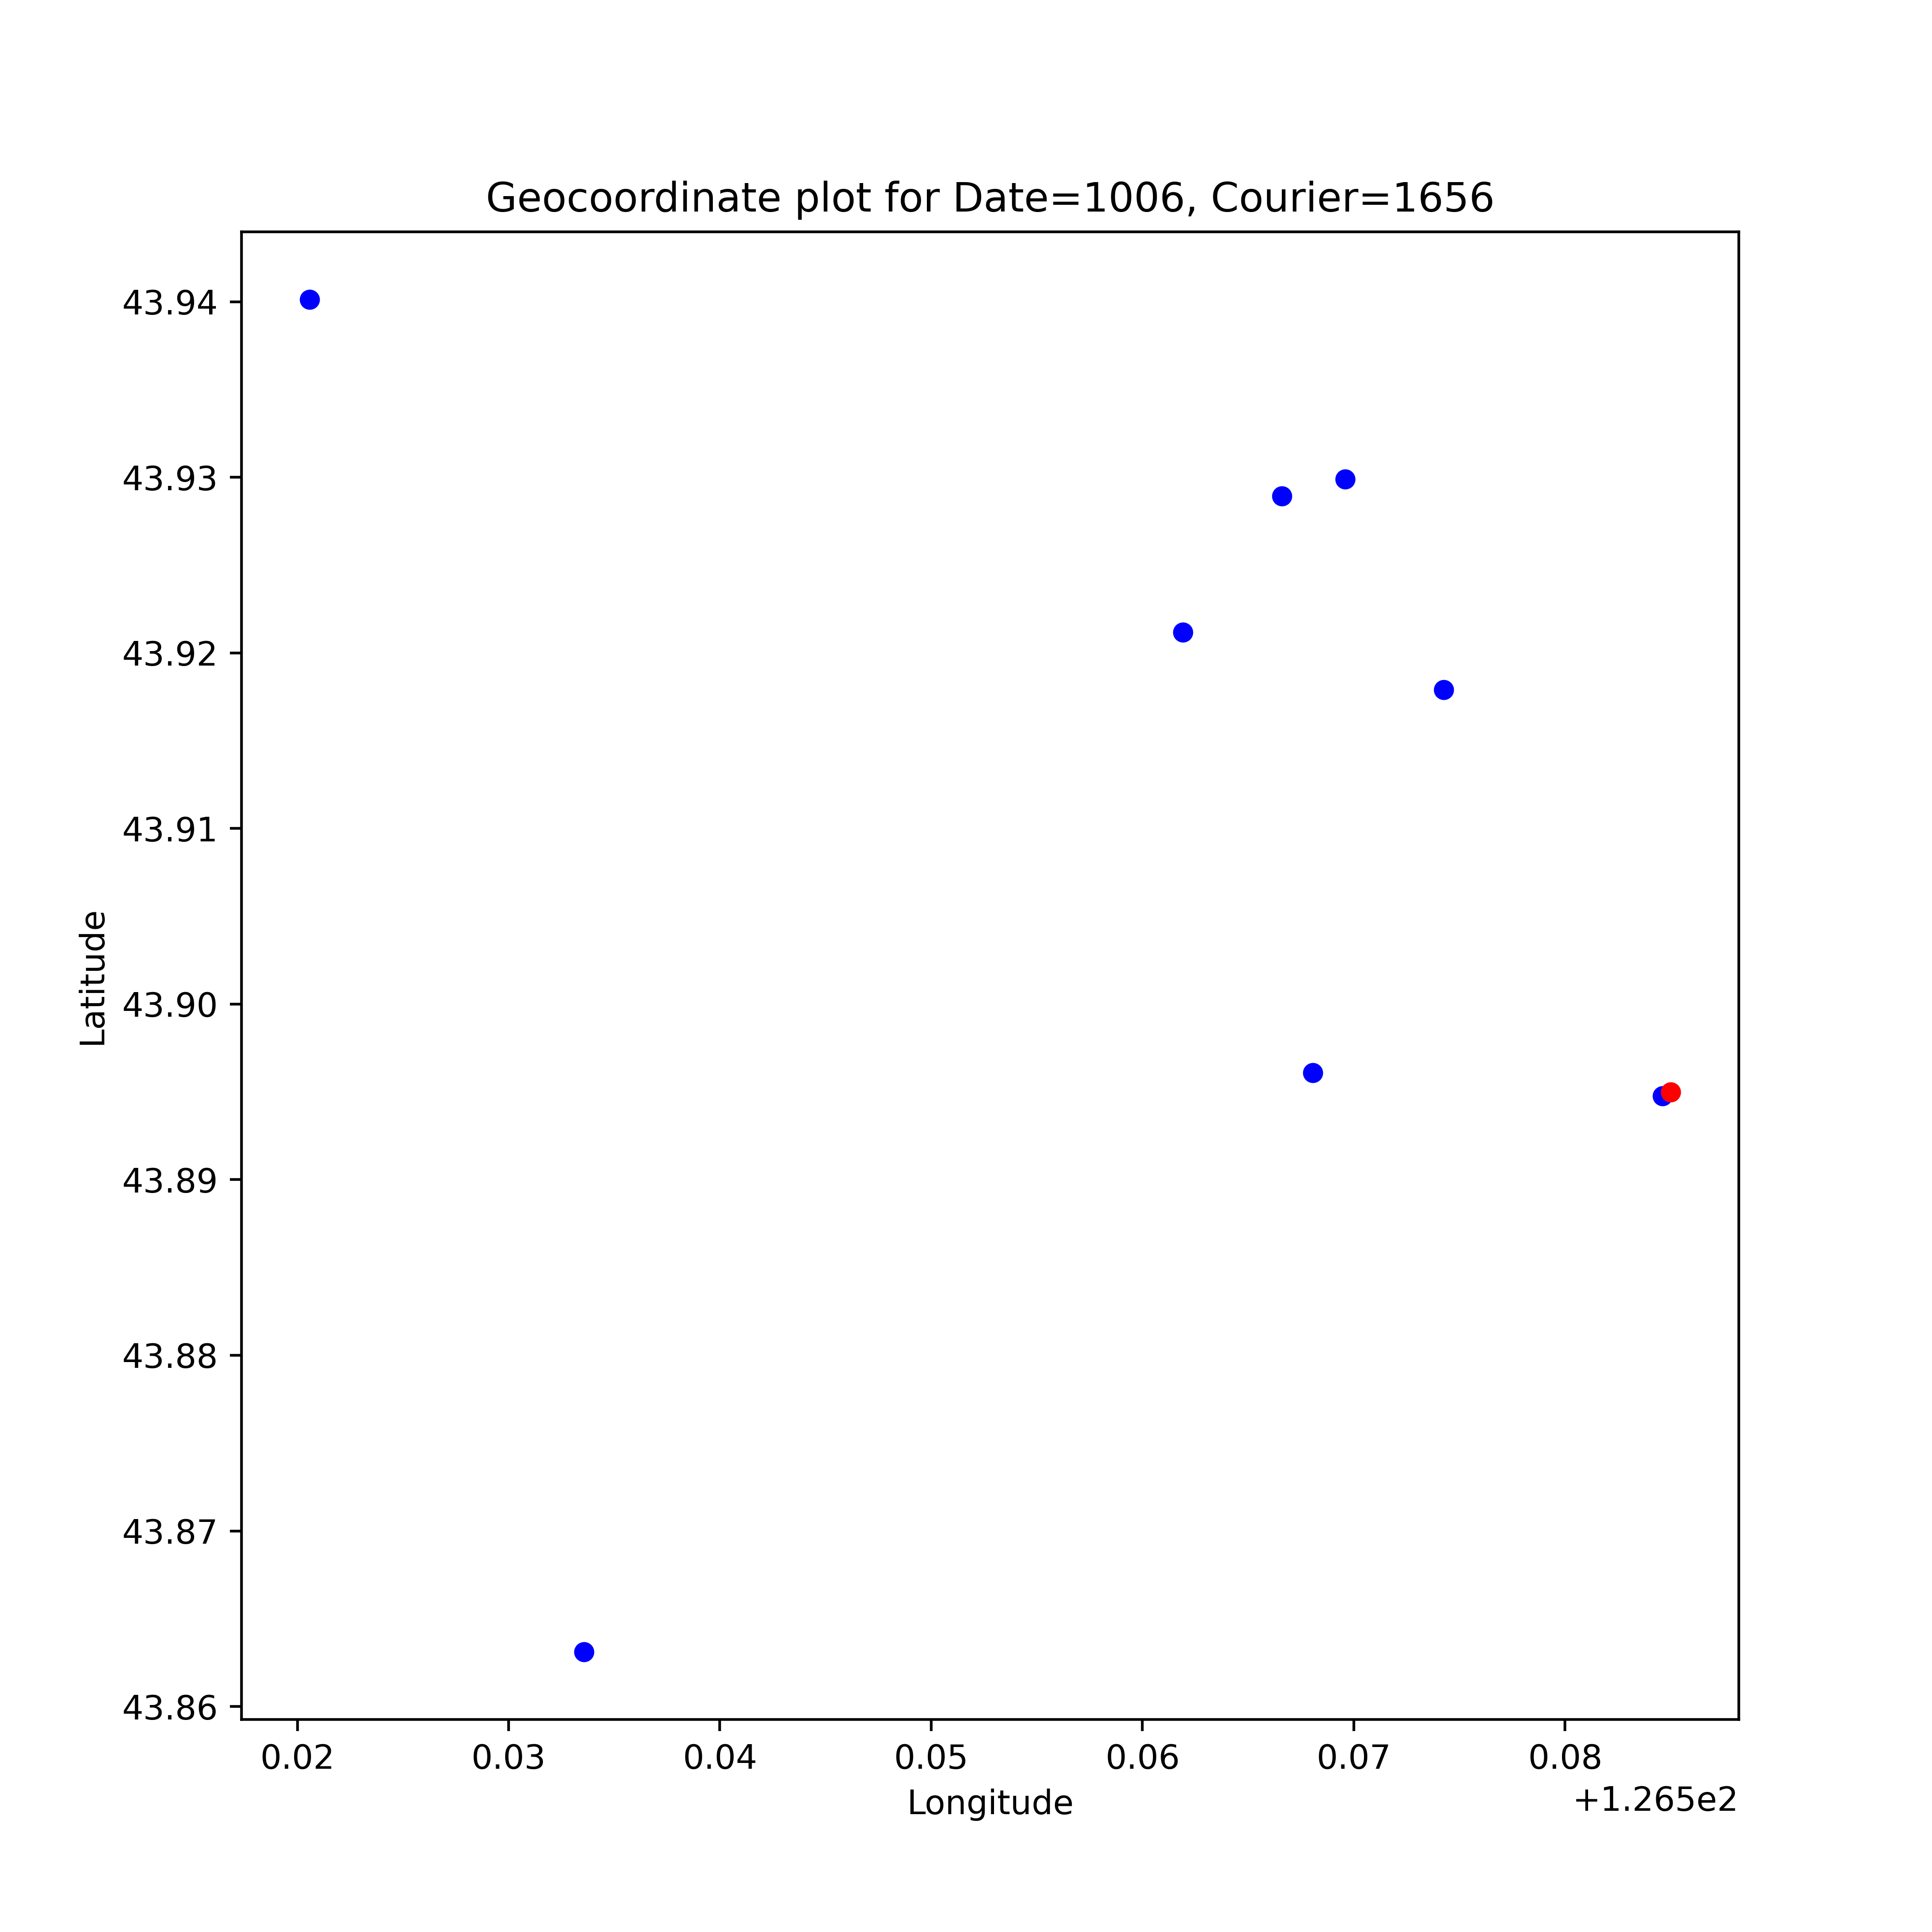 Geocoordinate plot for Date=1006, Courier=1656
43.94
43.93
43.92
43.91
43.90
43.89
43.88
43.87
43.86
Latitude
0.02 0.03 0.04 0.05 0.06 0.07 0.08
+1.265e2
Longitude